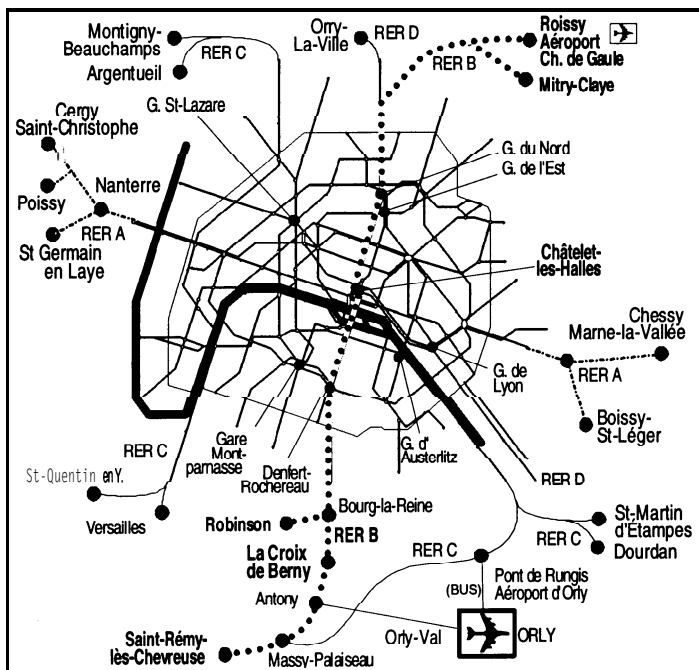 Montigny-
Beauchamps
RER C
Argentueil
Orry-
La-Ville
RER D
RER B
Roissy
Aéroport
Ch. de Gaule
Mitry-Claye
G. St-Lazare
Cergy
Saint-Christophe
G. du Nord
G. de l'Est
Nanterre
Poissy
RER A
St Germain
en Laye
Châtelet-
les-Halles
Chessy
Marne-la-Vallée
RER A
G. de
Lyon
Boissy-
St-Léger
Gare
Mont-
parnasse
G. d'
Austerlitz
Denfert-
Rochereau
RER C
St-Quentin en Y.
Versailles
RER D
Bourg-la-Reine
Robinson
RER B
St-Martin
d'Étampes
RER C
Dourdan
La Croix
de Berny
RER C
Pont de Rungis
Aéroport d'Orly
(BUS)
Antony
Orly-Val
ORLY
Saint-Rémy-
lès-Chevreuse
Massy-Palaiseau